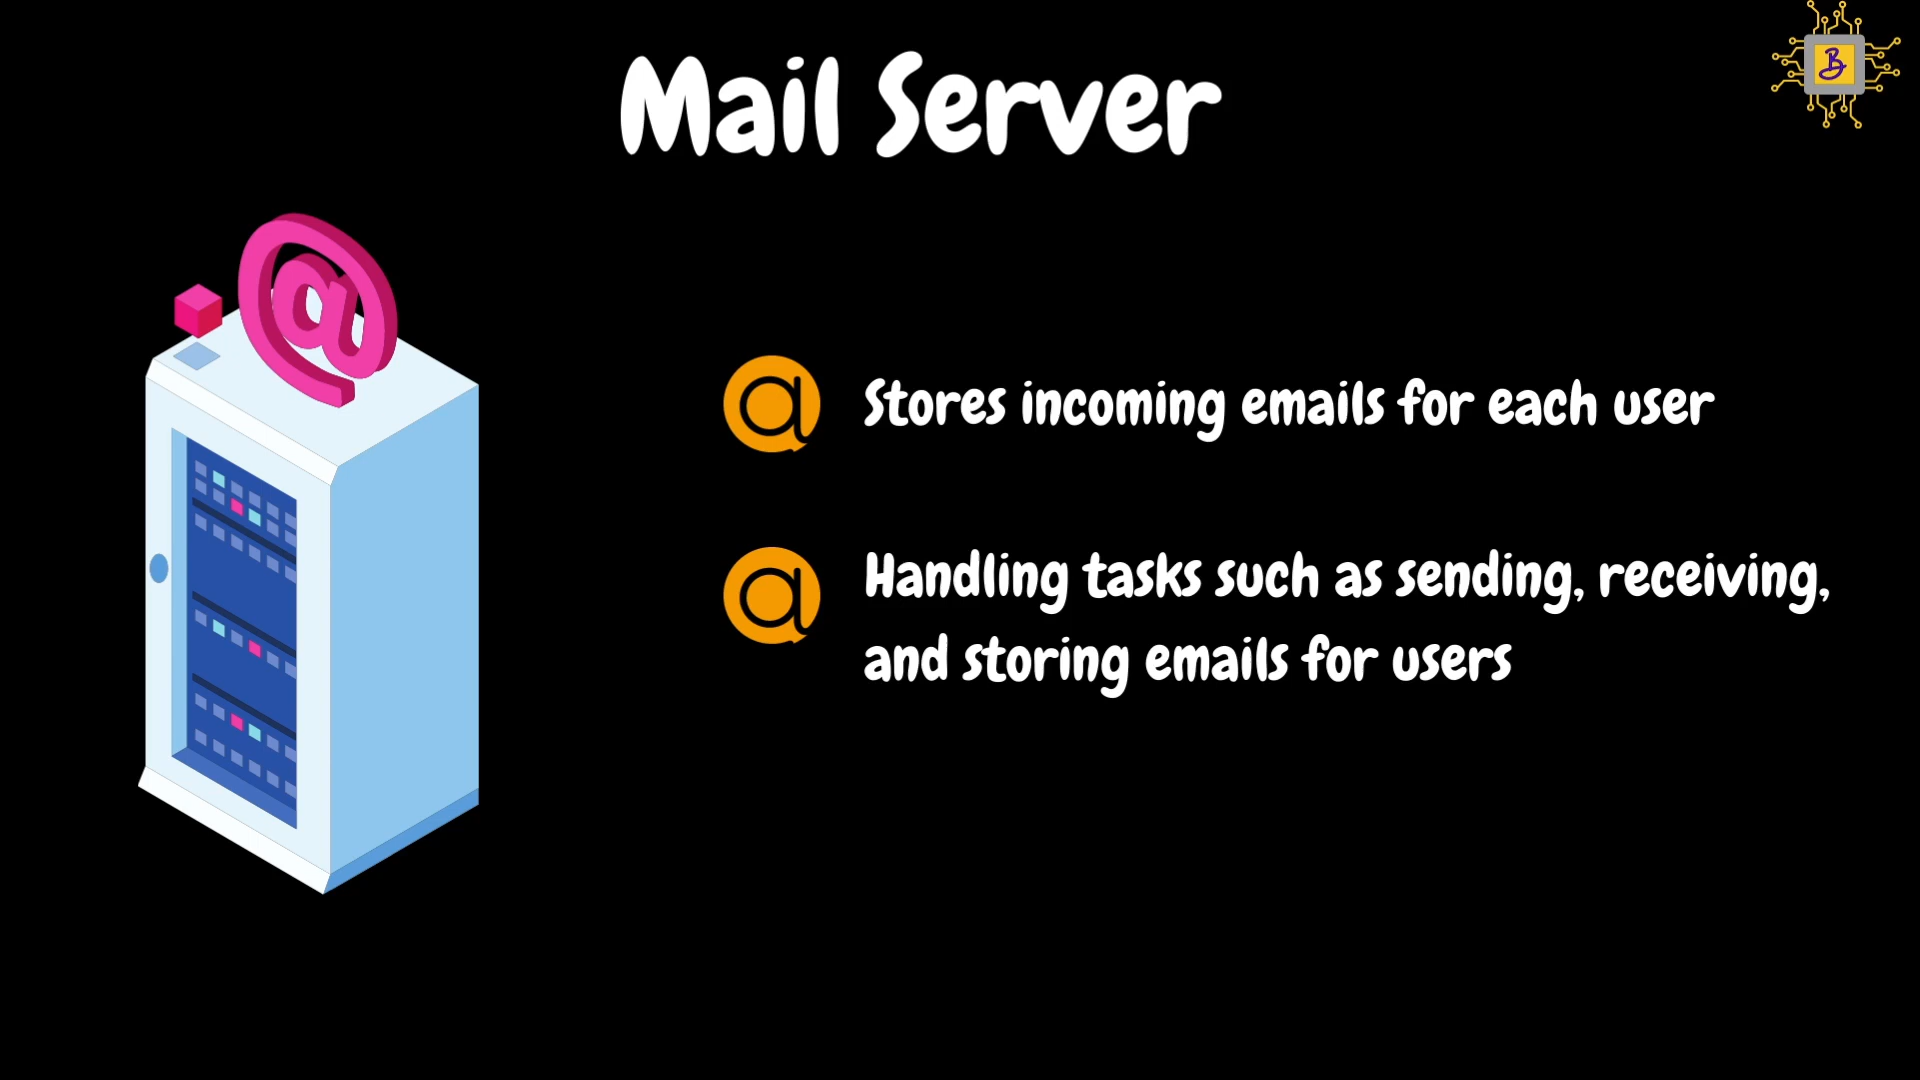 Mail Server
B
@
Stores incoming emails for each user
Handling tasks such as sending, receiving,
and storing emails for users